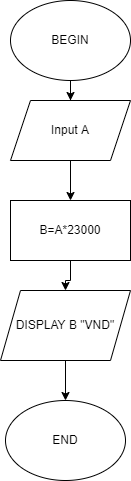 BEGIN
Input A
B=A*23000
DISPLAY B "VND"
END